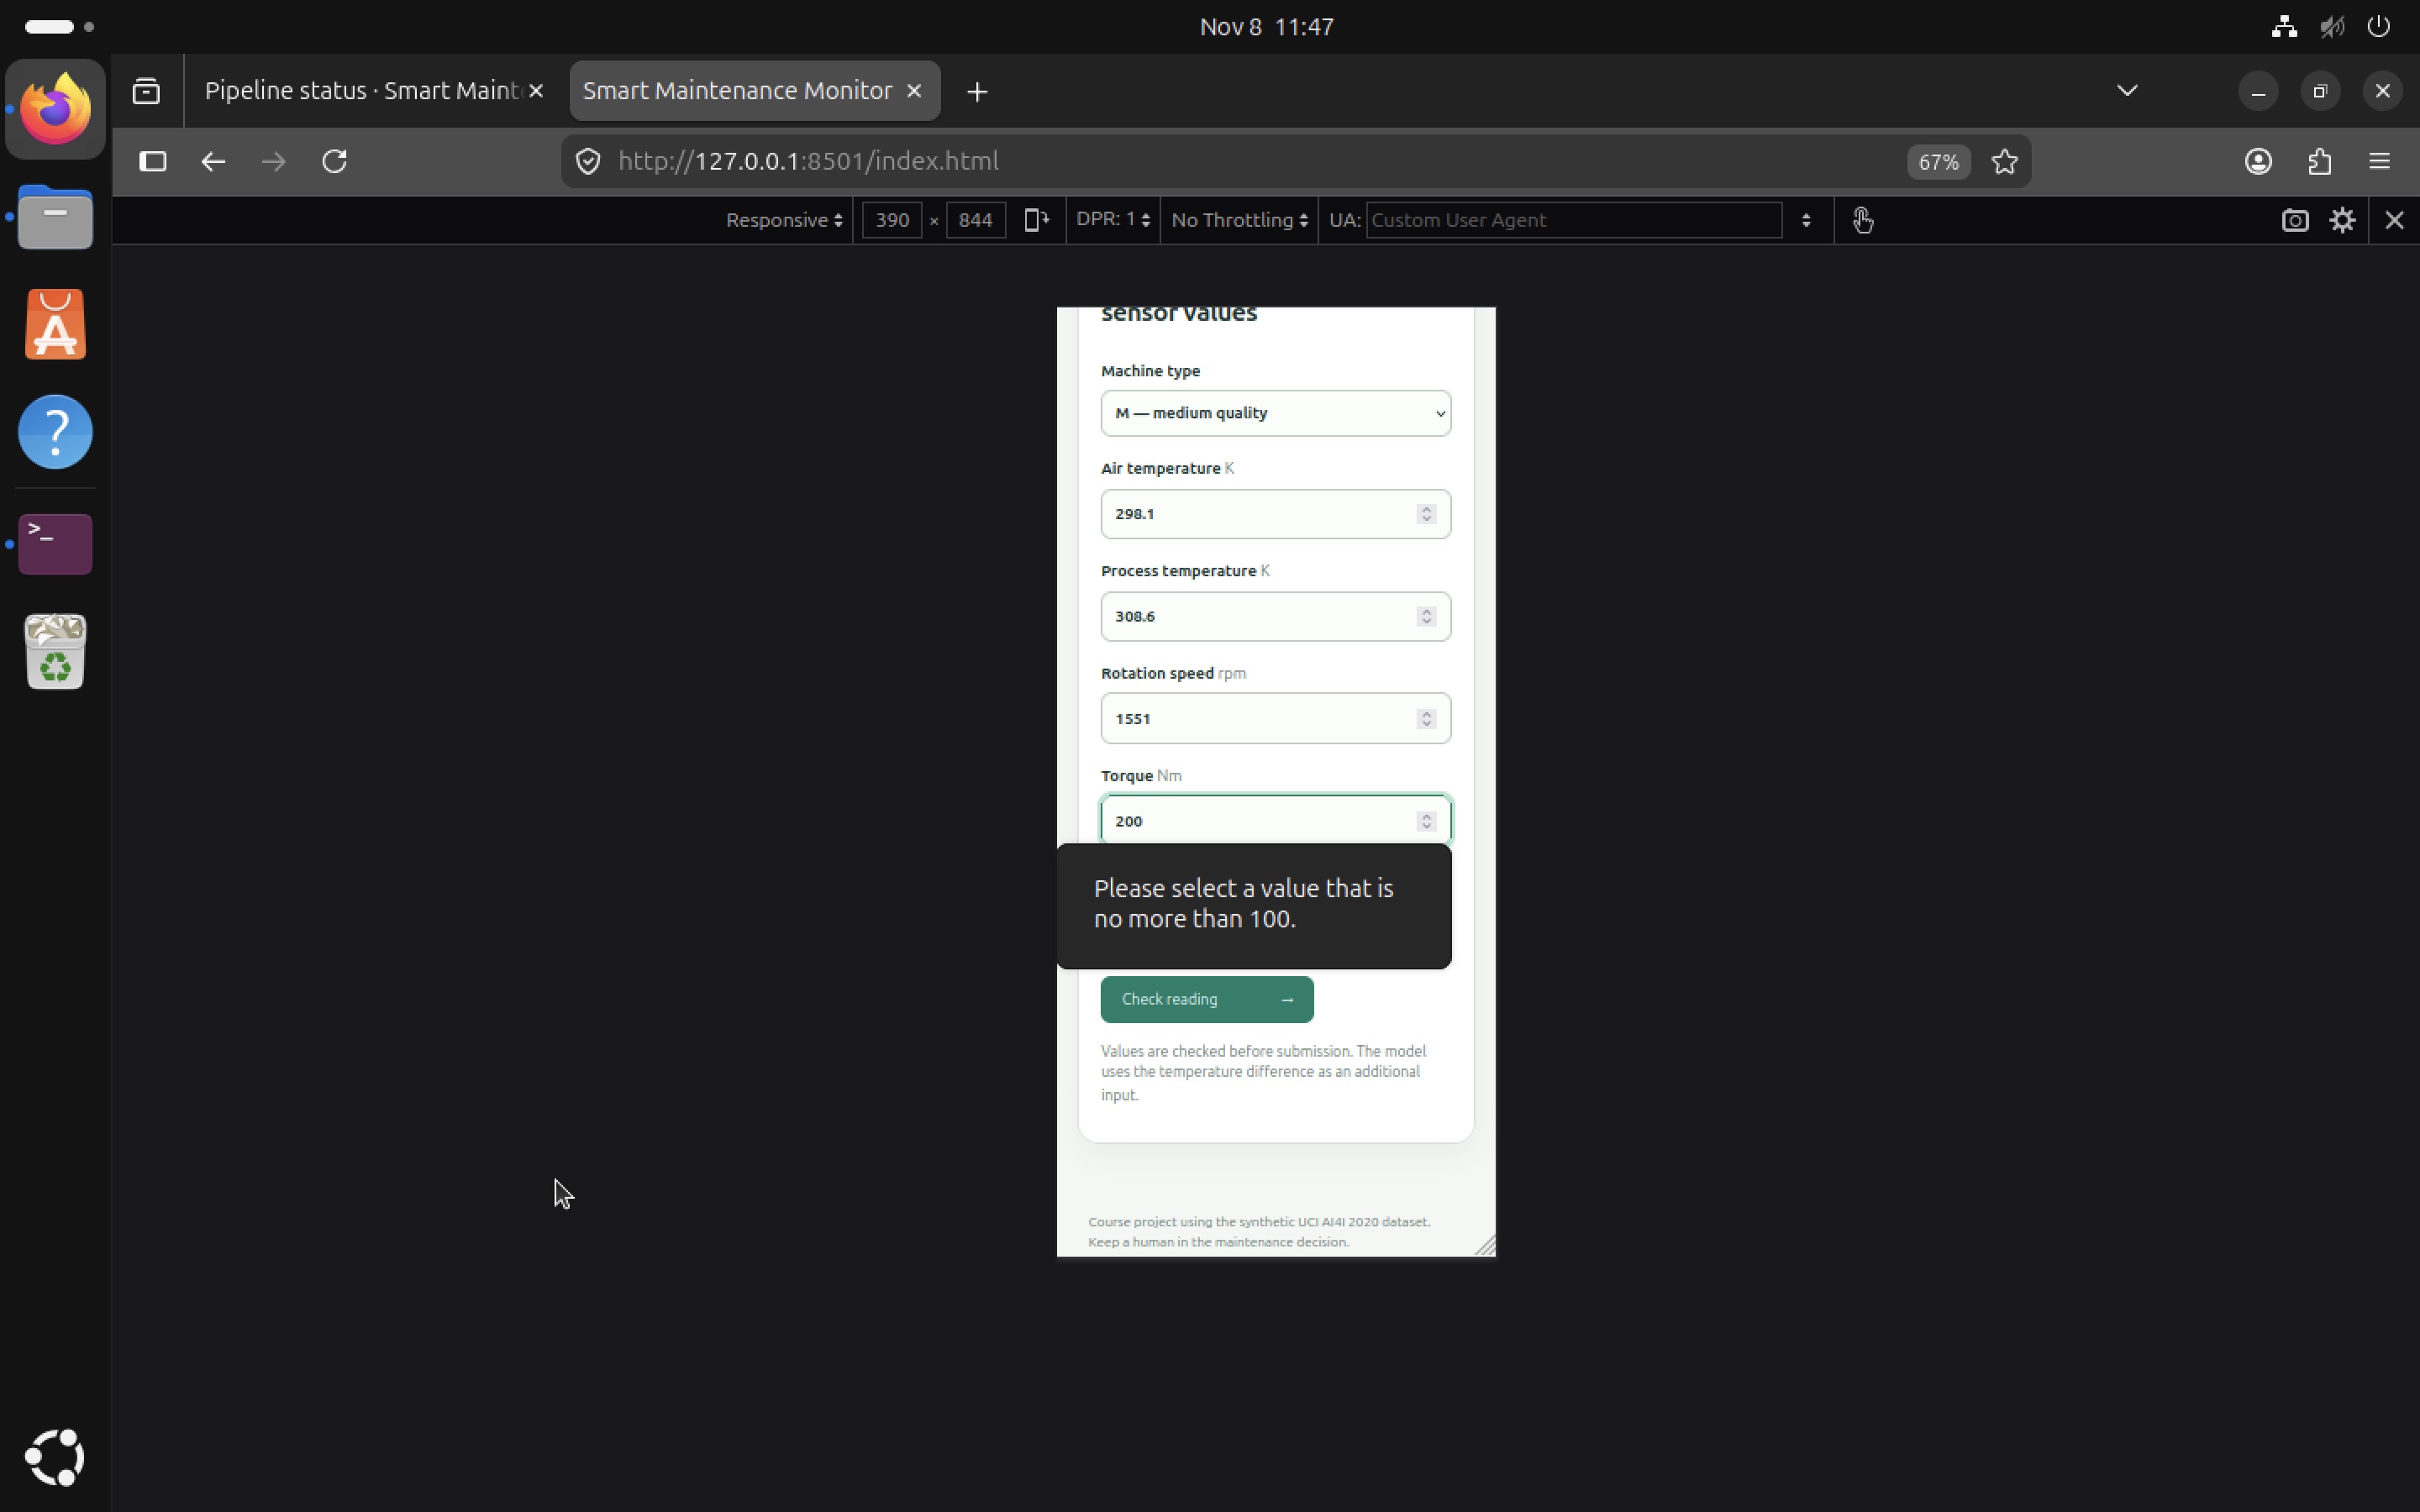 Nov 8 11:47
Pipeline status · Smart Maint
Smart Maintenance Monitor
http://127.0.0.1:8501/index.html
67%
Responsive
390 × 844
DPR: 1
No Throttling
UA: Custom User Agent
sensor values
Machine type
M — medium quality
Air temperature K
298.1
Process temperature K
308.6
Rotation speed rpm
1551
Torque Nm
200
Please select a value that is
no more than 100.
Check reading →
Values are checked before submission. The model
uses the temperature difference as an additional
input.
Course project using the synthetic UCI AI4I 2020 dataset.
Keep a human in the maintenance decision.